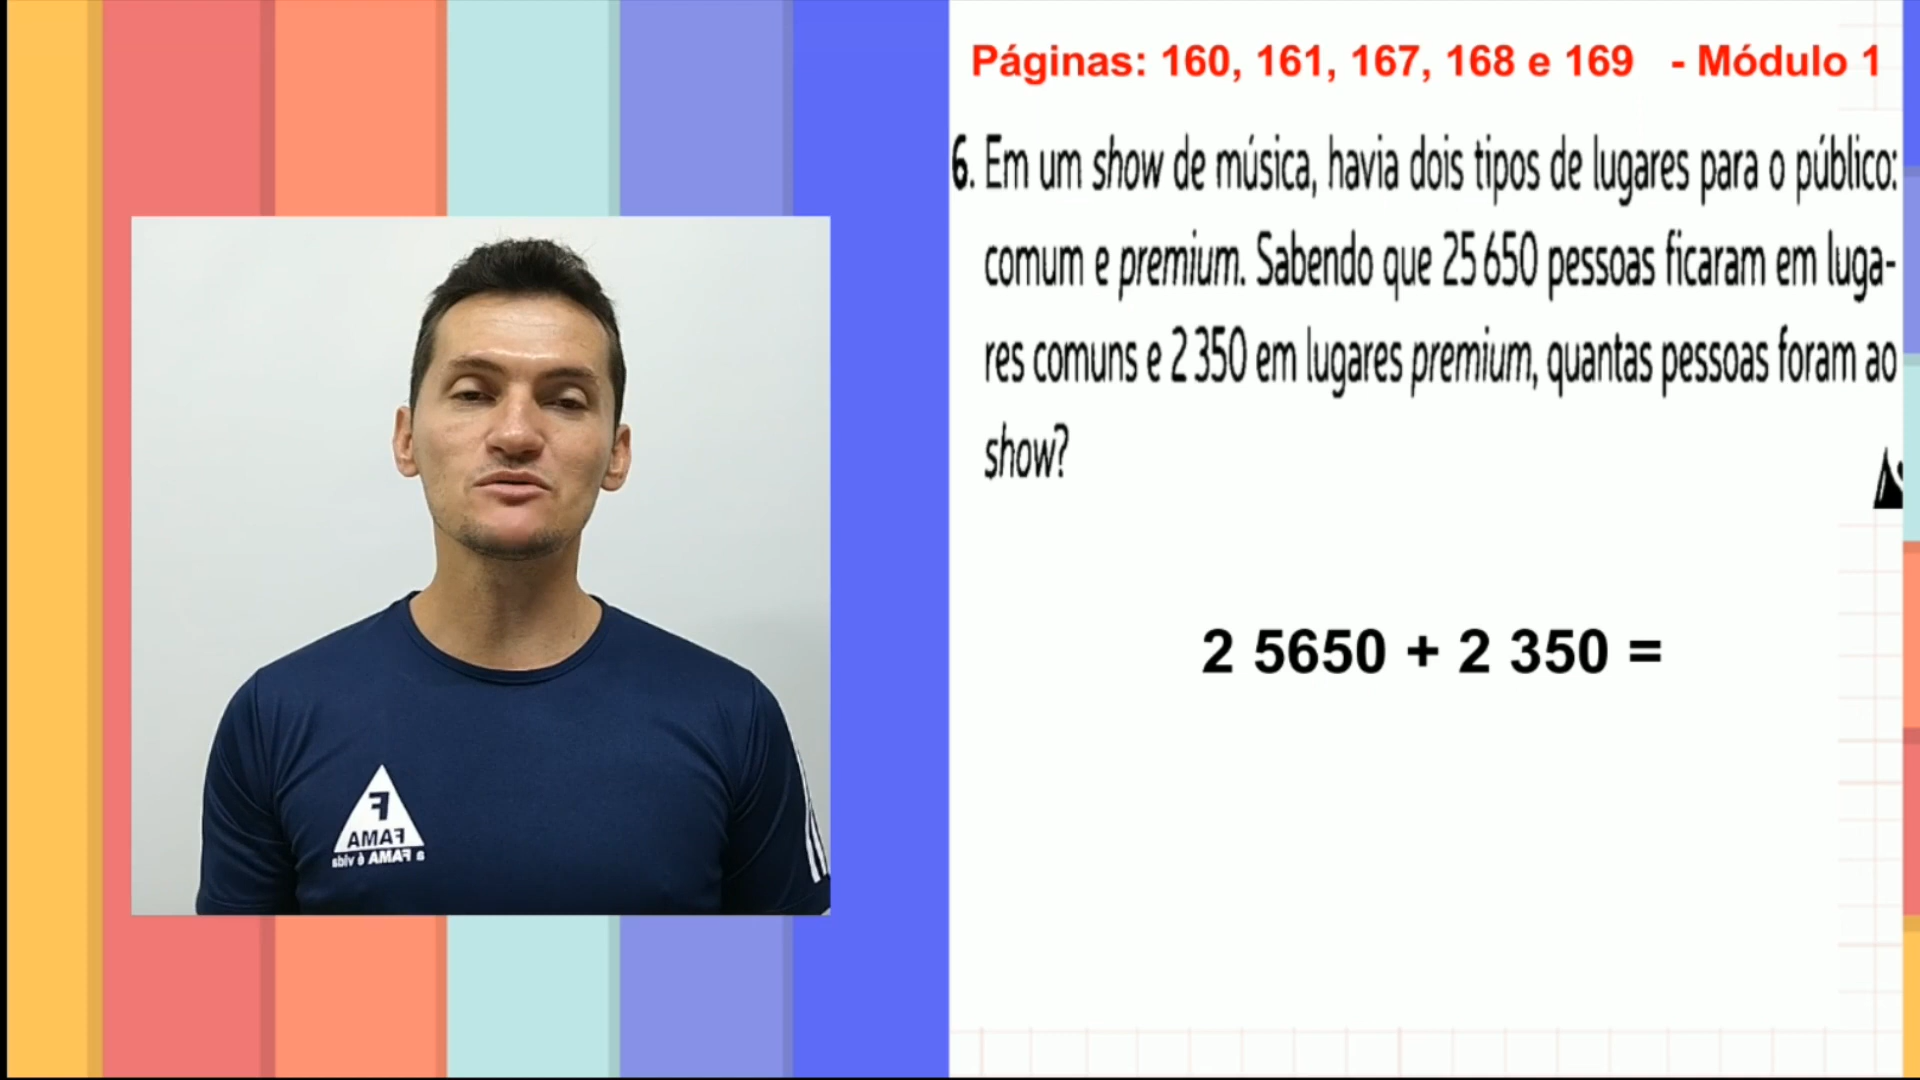 Páginas: 160, 161, 167, 168 e 169 - Módulo 1
6. Em um show de música, havia dois tipos de lugares para o público:
comum e premium. Sabendo que 25 650 pessoas ficaram em luga-
res comuns e 2 350 em lugares premium, quantas pessoas foram ao
show?
2 5650 + 2 350 =
F
FAMA
a FAMA é vida